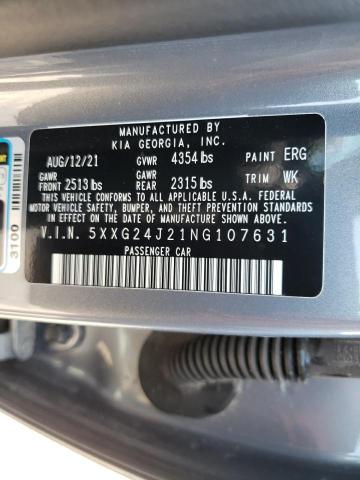 MANUFACTURED BY
KIA GEORGIA, INC.
AUG/12/21 GVWR 4354 lbs PAINT ERG
GAWR FRONT 2513 lbs GAWR REAR 2315 lbs TRIM WK
THIS VEHICLE CONFORMS TO ALL APPLICABLE U.S.A. FEDERAL
MOTOR VEHICLE SAFETY, BUMPER, AND THEFT PREVENTION STANDARDS
IN EFFECT ON THE DATE OF MANUFACTURE SHOWN ABOVE.
V.I.N. 5XXG24J21NG107631
PASSENGER CAR
3100